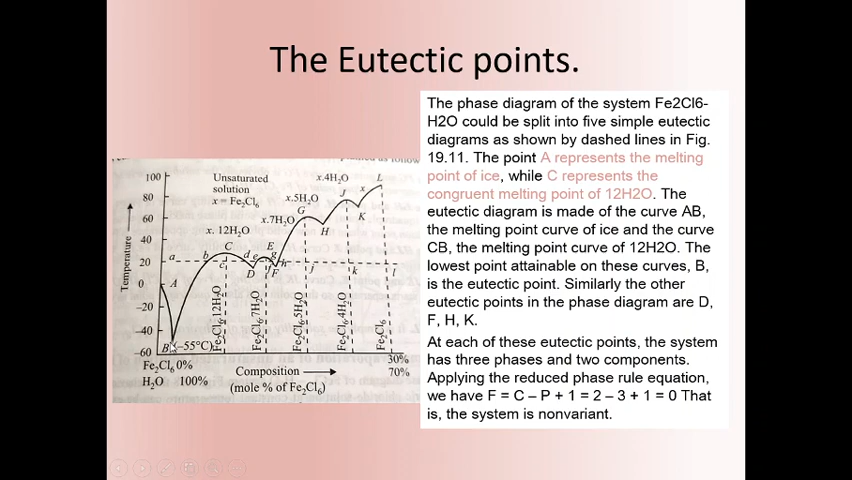 The Eutectic points.
The phase diagram of the system Fe2Cl6-
H2O could be split into five simple eutectic
diagrams as shown by dashed lines in Fig.
19.11. The point A represents the melting
point of ice, while C represents the
congruent melting point of 12H2O. The
eutectic diagram is made of the curve AB,
the melting point curve of ice and the curve
CB, the melting point curve of 12H2O. The
lowest point attainable on these curves, B,
is the eutectic point. Similarly the other
eutectic points in the phase diagram are D,
F, H, K.
At each of these eutectic points, the system
has three phases and two components.
Applying the reduced phase rule equation,
we have F = C – P + 1 = 2 – 3 + 1 = 0 That
is, the system is nonvariant.
100
80
60
40
20
0
–20
–40
–60
Temperature
Unsaturated
solution
x = Fe₂Cl₆
x. 12H₂O
x.7H₂O
x.5H₂O
x.4H₂O
x
L
J
K
G
H
C
E
D
F
A
B
(–55°C)
a
b
c
d
e
g
h
j
k
l
Fe₂Cl₆.12H₂O
Fe₂Cl₆.7H₂O
Fe₂Cl₆.5H₂O
Fe₂Cl₆.4H₂O
Fe₂Cl₆
Fe₂Cl₆ 0%
H₂O 100%
Composition
(mole % of Fe₂Cl₆)
30%
70%